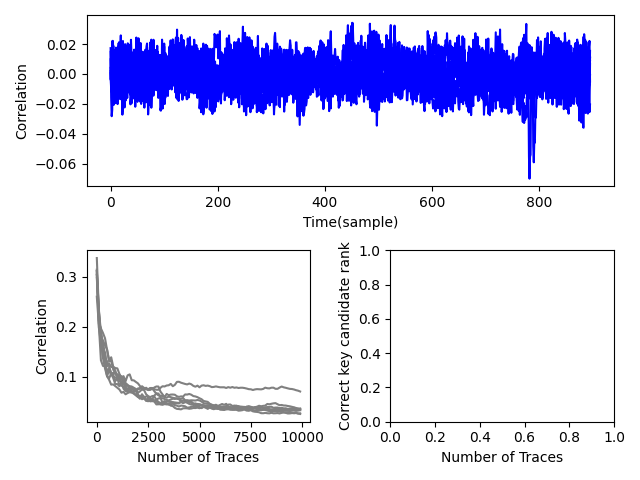 0.02
0.00
−0.02
−0.04
−0.06
Correlation
0 200 400 600 800
Time(sample)
0.3
0.2
0.1
Correlation
0 2500 5000 7500 10000
Number of Traces
1.0
0.8
0.6
0.4
0.2
0.0
Correct key candidate rank
0.0 0.2 0.4 0.6 0.8 1.0
Number of Traces